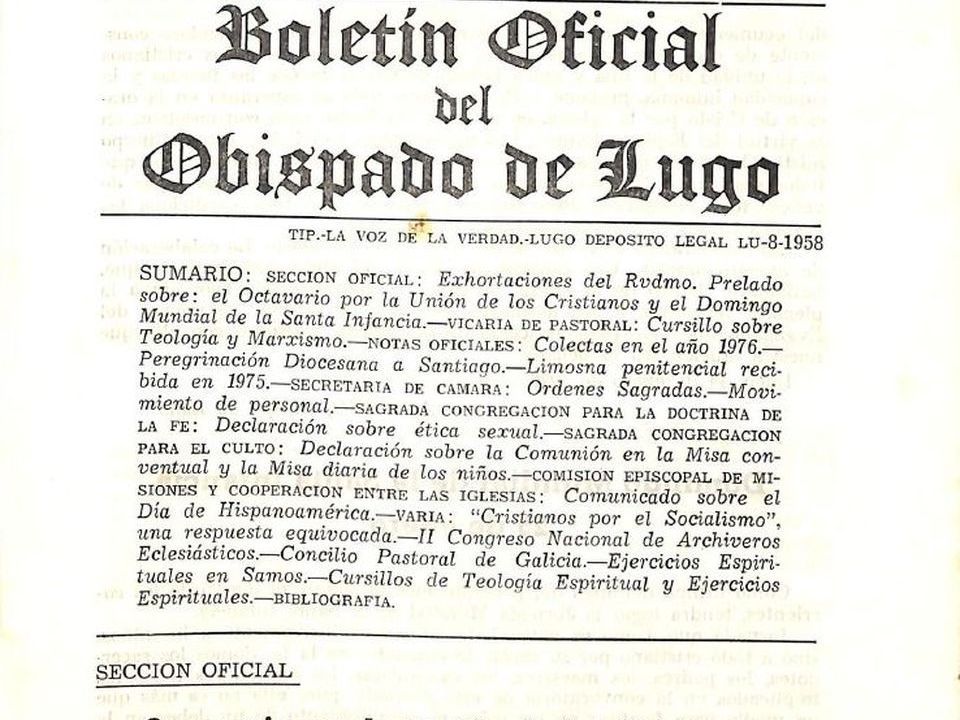 Boletín Oficial
del
Obispado de Lugo
TIP.-LA VOZ DE LA VERDAD.-LUGO DEPOSITO LEGAL LU-8-1958
SUMARIO: SECCION OFICIAL: Exhortaciones del Rvdmo. Prelado
sobre: el Octavario por la Unión de los Cristianos y el Domingo
Mundial de la Santa Infancia.—VICARIA DE PASTORAL: Cursillo sobre
Teología y Marxismo.—NOTAS OFICIALES: Colectas en el año 1976.—
Peregrinación Diocesana a Santiago.—Limosna penitencial reci-
bida en 1975.—SECRETARIA DE CAMARA: Ordenes Sagradas.—Movi-
miento de personal.—SAGRADA CONGREGACION PARA LA DOCTRINA DE
LA FE: Declaración sobre ética sexual.—SAGRADA CONGREGACION
PARA EL CULTO: Declaración sobre la Comunión en la Misa con-
ventual y la Misa diaria de los niños.—COMISION EPISCOPAL DE MI-
SIONES Y COOPERACION ENTRE LAS IGLESIAS: Comunicado sobre el
Día de Hispanoamérica.—VARIA: "Cristianos por el Socialismo",
una respuesta equivocada.—II Congreso Nacional de Archiveros
Eclesiásticos.—Concilio Pastoral de Galicia.—Ejercicios Espiri-
tuales en Samos.—Cursillos de Teología Espiritual y Ejercicios
Espirituales.—BIBLIOGRAFIA.
SECCION OFICIAL